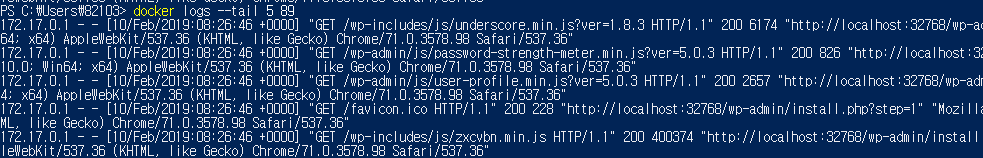 PS C:₩Users₩82103> docker logs --tail 5 B9
172.17.0.1 - - [10/Feb/2019:08:26:46 +0000] "GET /wp-includes/js/underscore.min.js?ver=1.8.3 HTTP/1.1" 200 6174 "http://localhost:32768/wp-ad
64; x64) AppleWebKit/537.36 (KHTML, like Gecko) Chrome/71.0.3578.98 Safari/537.36"
172.17.0.1 - - [10/Feb/2019:08:26:46 +0000] "GET /wp-admin/js/password-strength-meter.min.js?ver=5.0.3 HTTP/1.1" 200 826 "http://localhost:32
10.0; Win64; x64) AppleWebKit/537.36 (KHTML, like Gecko) Chrome/71.0.3578.98 Safari/537.36"
172.17.0.1 - - [10/Feb/2019:08:26:46 +0000] "GET /wp-admin/js/user-profile.min.js?ver=5.0.3 HTTP/1.1" 200 2657 "http://localhost:32768/wp-ad
4; x64) AppleWebKit/537.36 (KHTML, like Gecko) Chrome/71.0.3578.98 Safari/537.36"
172.17.0.1 - - [10/Feb/2019:08:26:46 +0000] "GET /favicon.ico HTTP/1.1" 200 228 "http://localhost:32768/wp-admin/install.php?step=1" "Mozilla
ML, like Gecko) Chrome/71.0.3578.98 Safari/537.36"
172.17.0.1 - - [10/Feb/2019:08:26:46 +0000] "GET /wp-includes/js/zxcvbn.min.js HTTP/1.1" 200 400374 "http://localhost:32768/wp-admin/install
leWebKit/537.36 (KHTML, like Gecko) Chrome/71.0.3578.98 Safari/537.36"